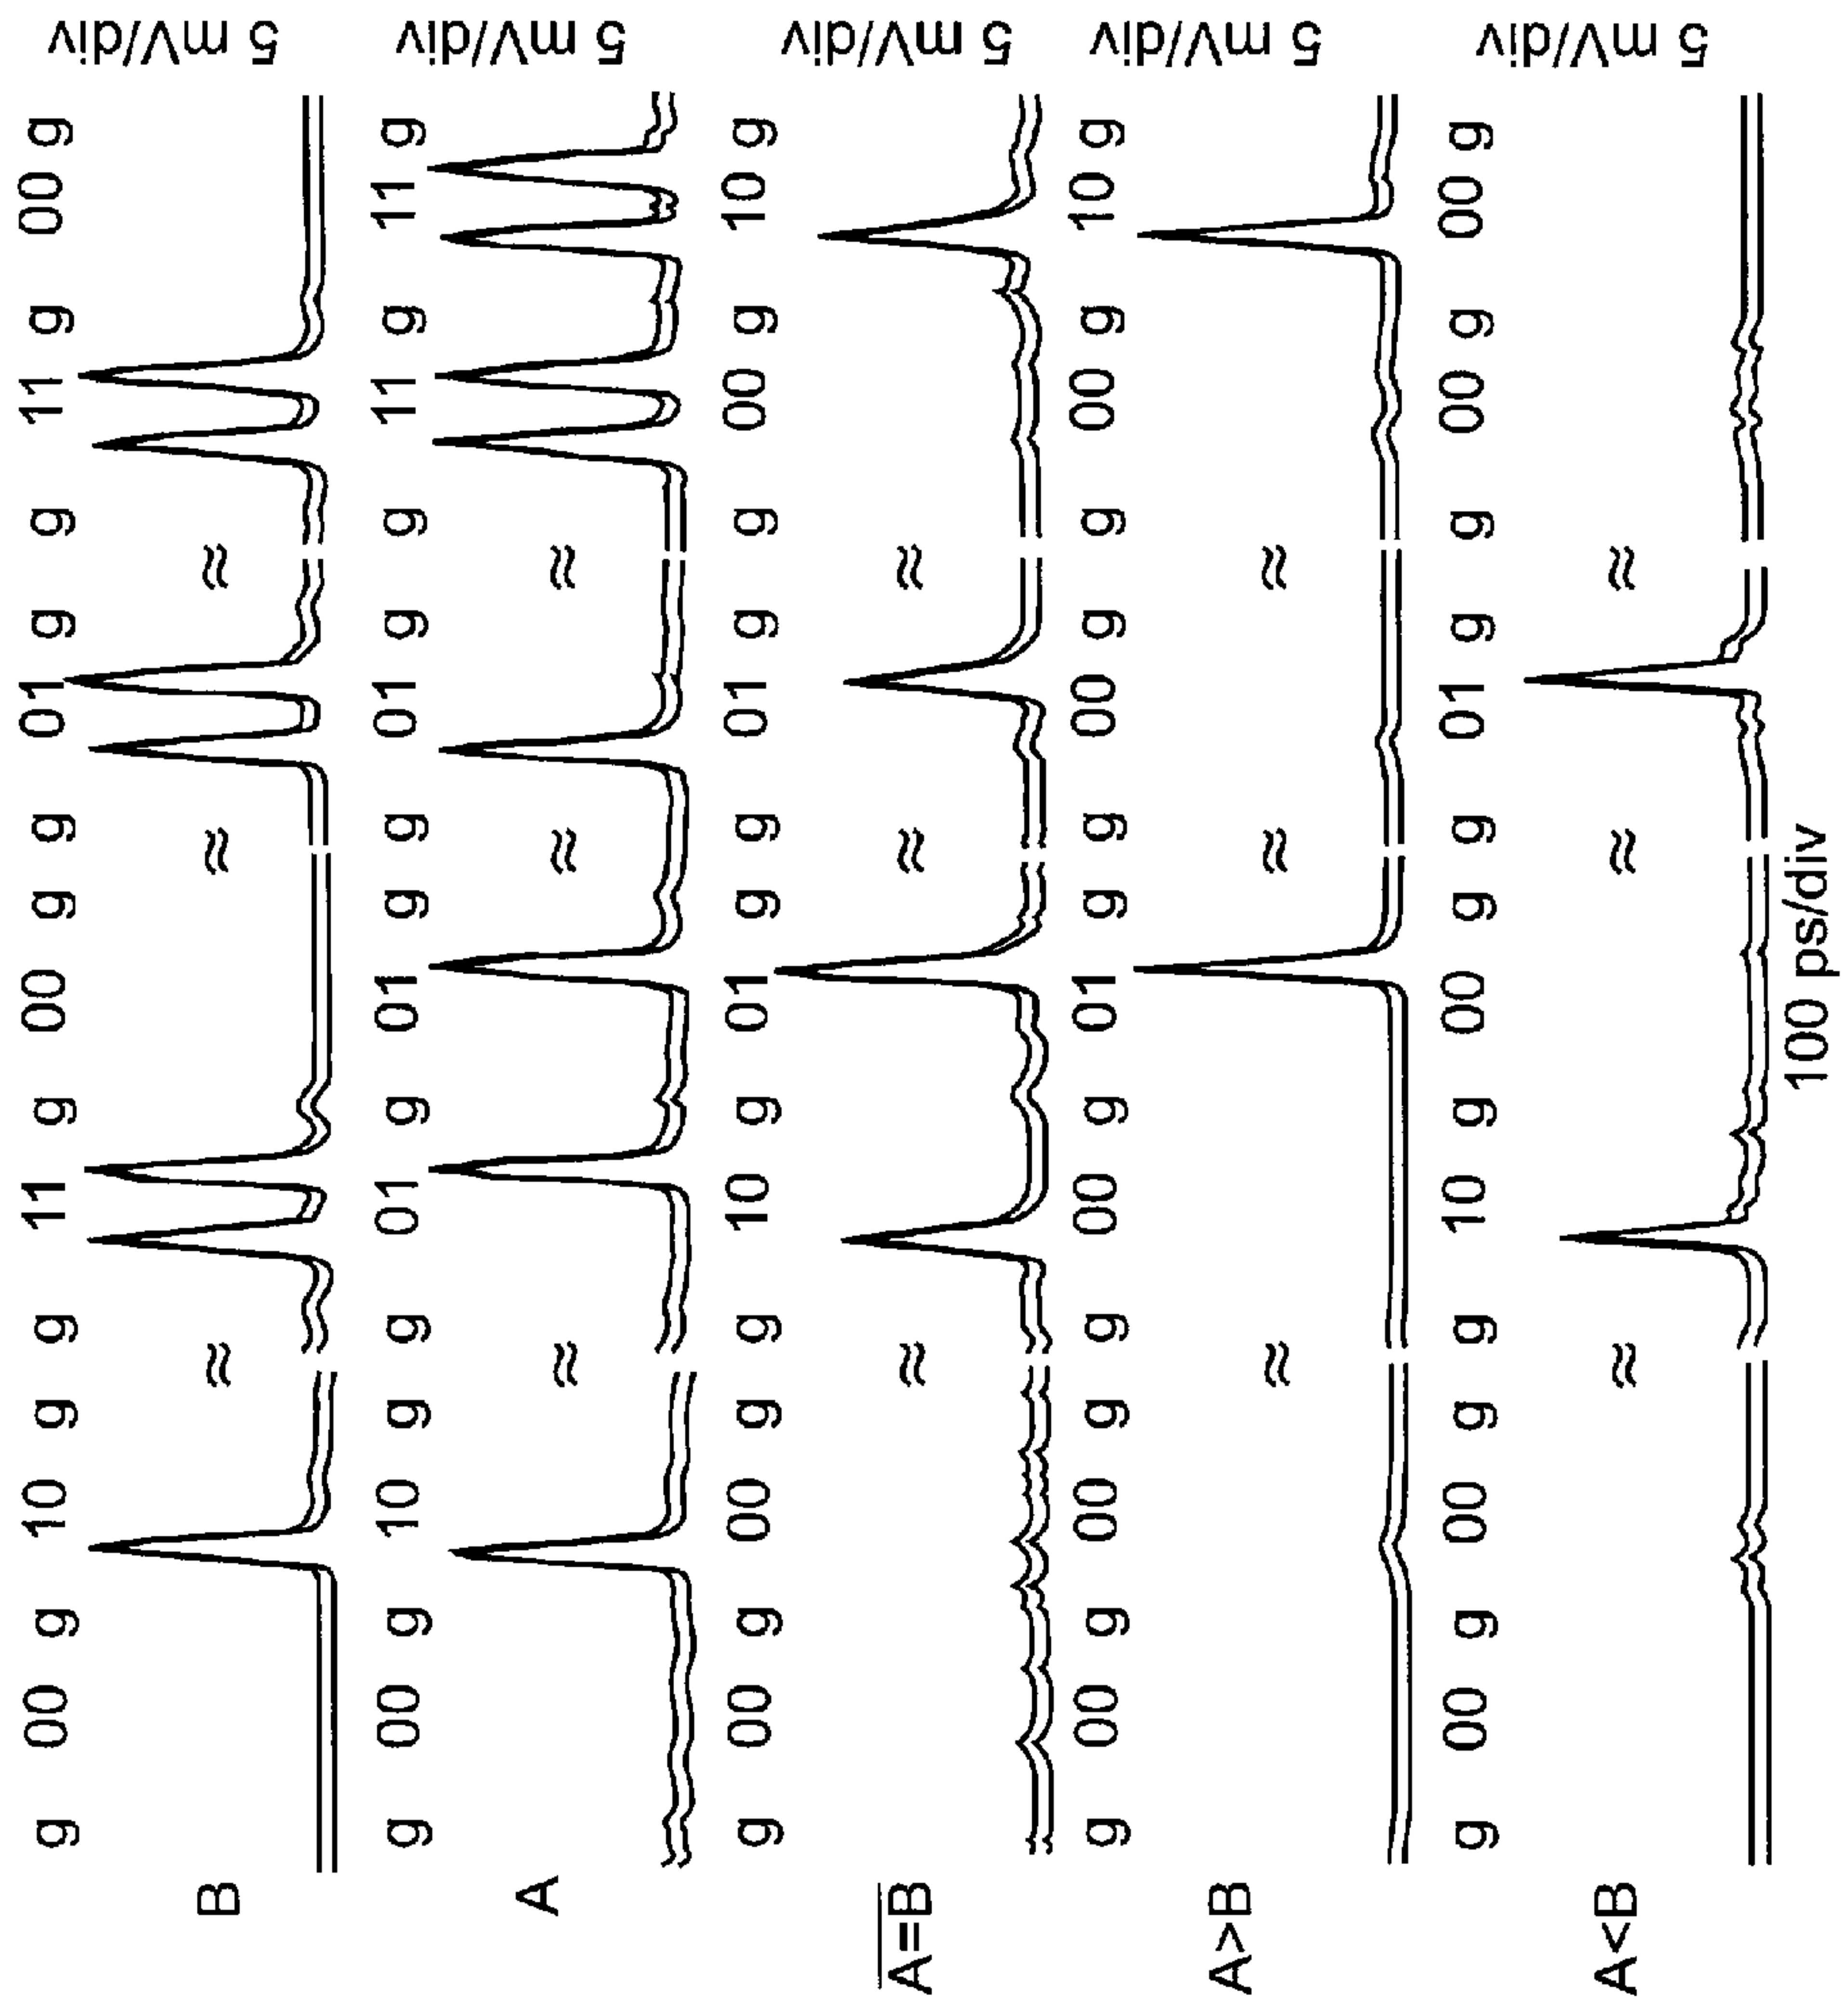 g 00 g 10 g g 11 g 00 g g 01 g g 11 g 00 g
B ≈ ≈ ≈ 5 mV/div
g 00 g 10 g g 01 g 01 g g 01 g g 11 g 11 g
A ≈ ≈ ≈ 5 mV/div
g 00 g 00 g g 10 g 01 g g 01 g g 00 g 10 g
A=B ≈ ≈ ≈ 5 mV/div
g 00 g 00 g g 00 g 01 g g 00 g g 00 g 10 g
A>B ≈ ≈ ≈ 5 mV/div
g 00 g 00 g g 10 g 00 g g 01 g g 00 g 00 g
A<B ≈ ≈ ≈ 5 mV/div
100 ps/div